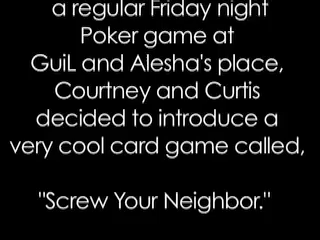 a regular Friday night
Poker game at
GuiL and Alesha's place,
Courtney and Curtis
decided to introduce a
very cool card game called,
"Screw Your Neighbor."